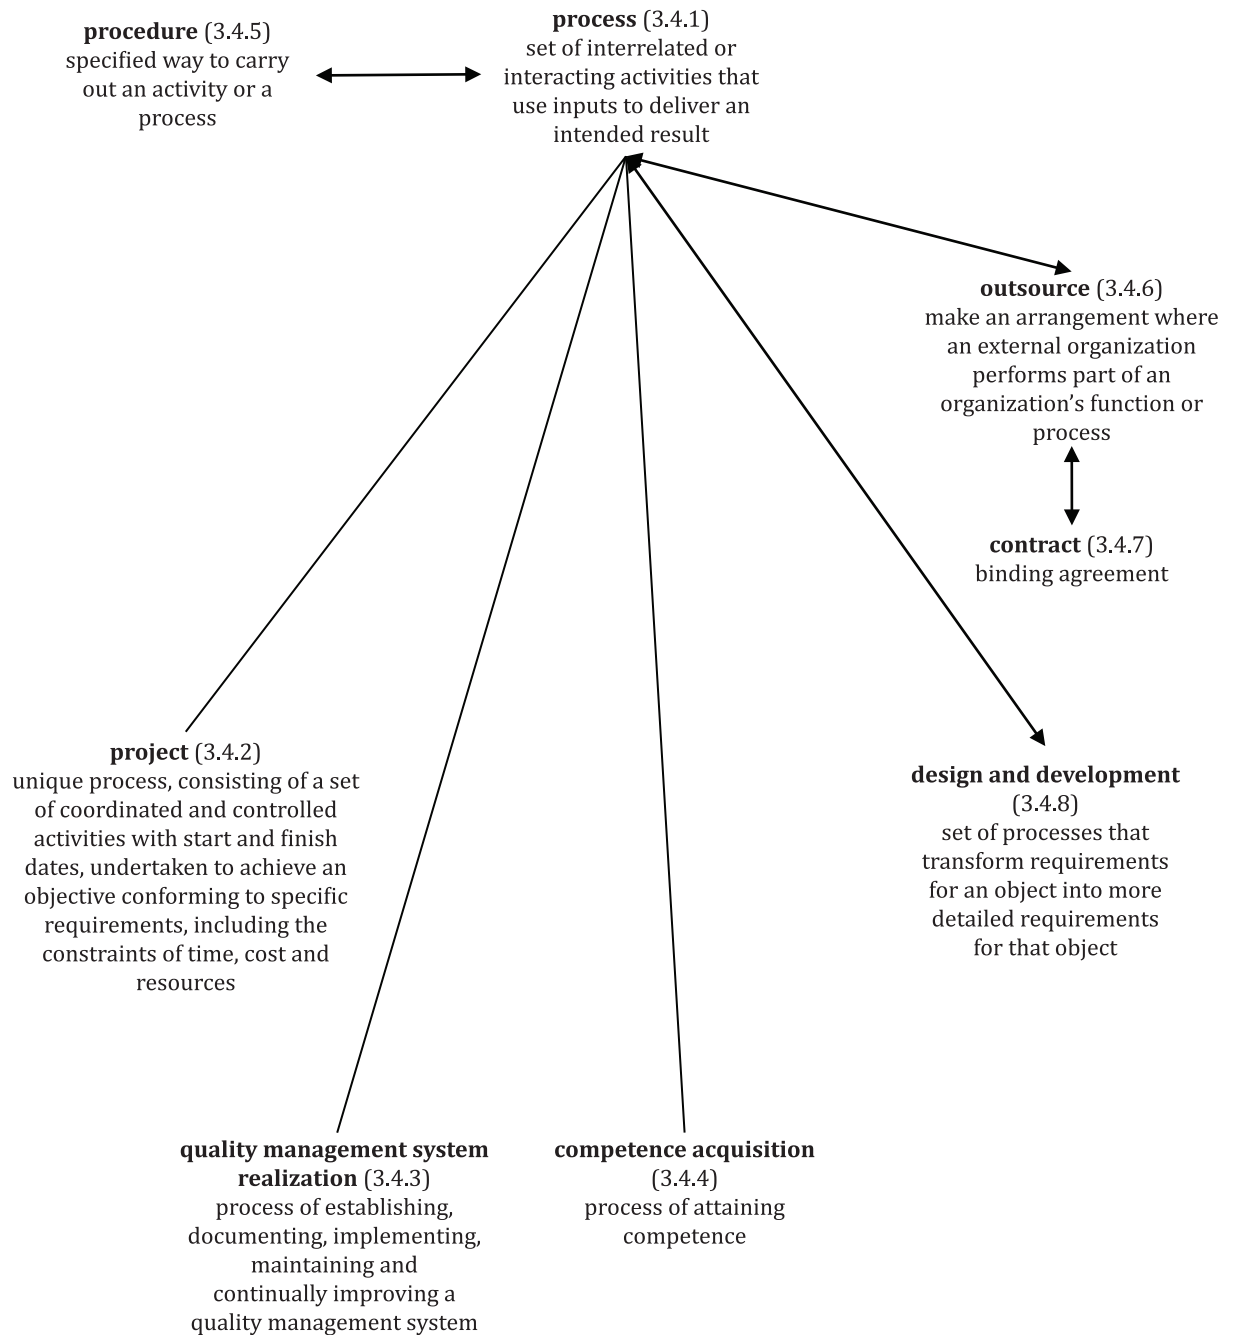 procedure (3.4.5)
specified way to carry
out an activity or a
process
process (3.4.1)
set of interrelated or
interacting activities that
use inputs to deliver an
intended result
outsource (3.4.6)
make an arrangement where
an external organization
performs part of an
organization’s function or
process
contract (3.4.7)
binding agreement
project (3.4.2)
unique process, consisting of a set
of coordinated and controlled
activities with start and finish
dates, undertaken to achieve an
objective conforming to specific
requirements, including the
constraints of time, cost and
resources
design and development
(3.4.8)
set of processes that
transform requirements
for an object into more
detailed requirements
for that object
quality management system
realization (3.4.3)
process of establishing,
documenting, implementing,
maintaining and
continually improving a
quality management system
competence acquisition
(3.4.4)
process of attaining
competence